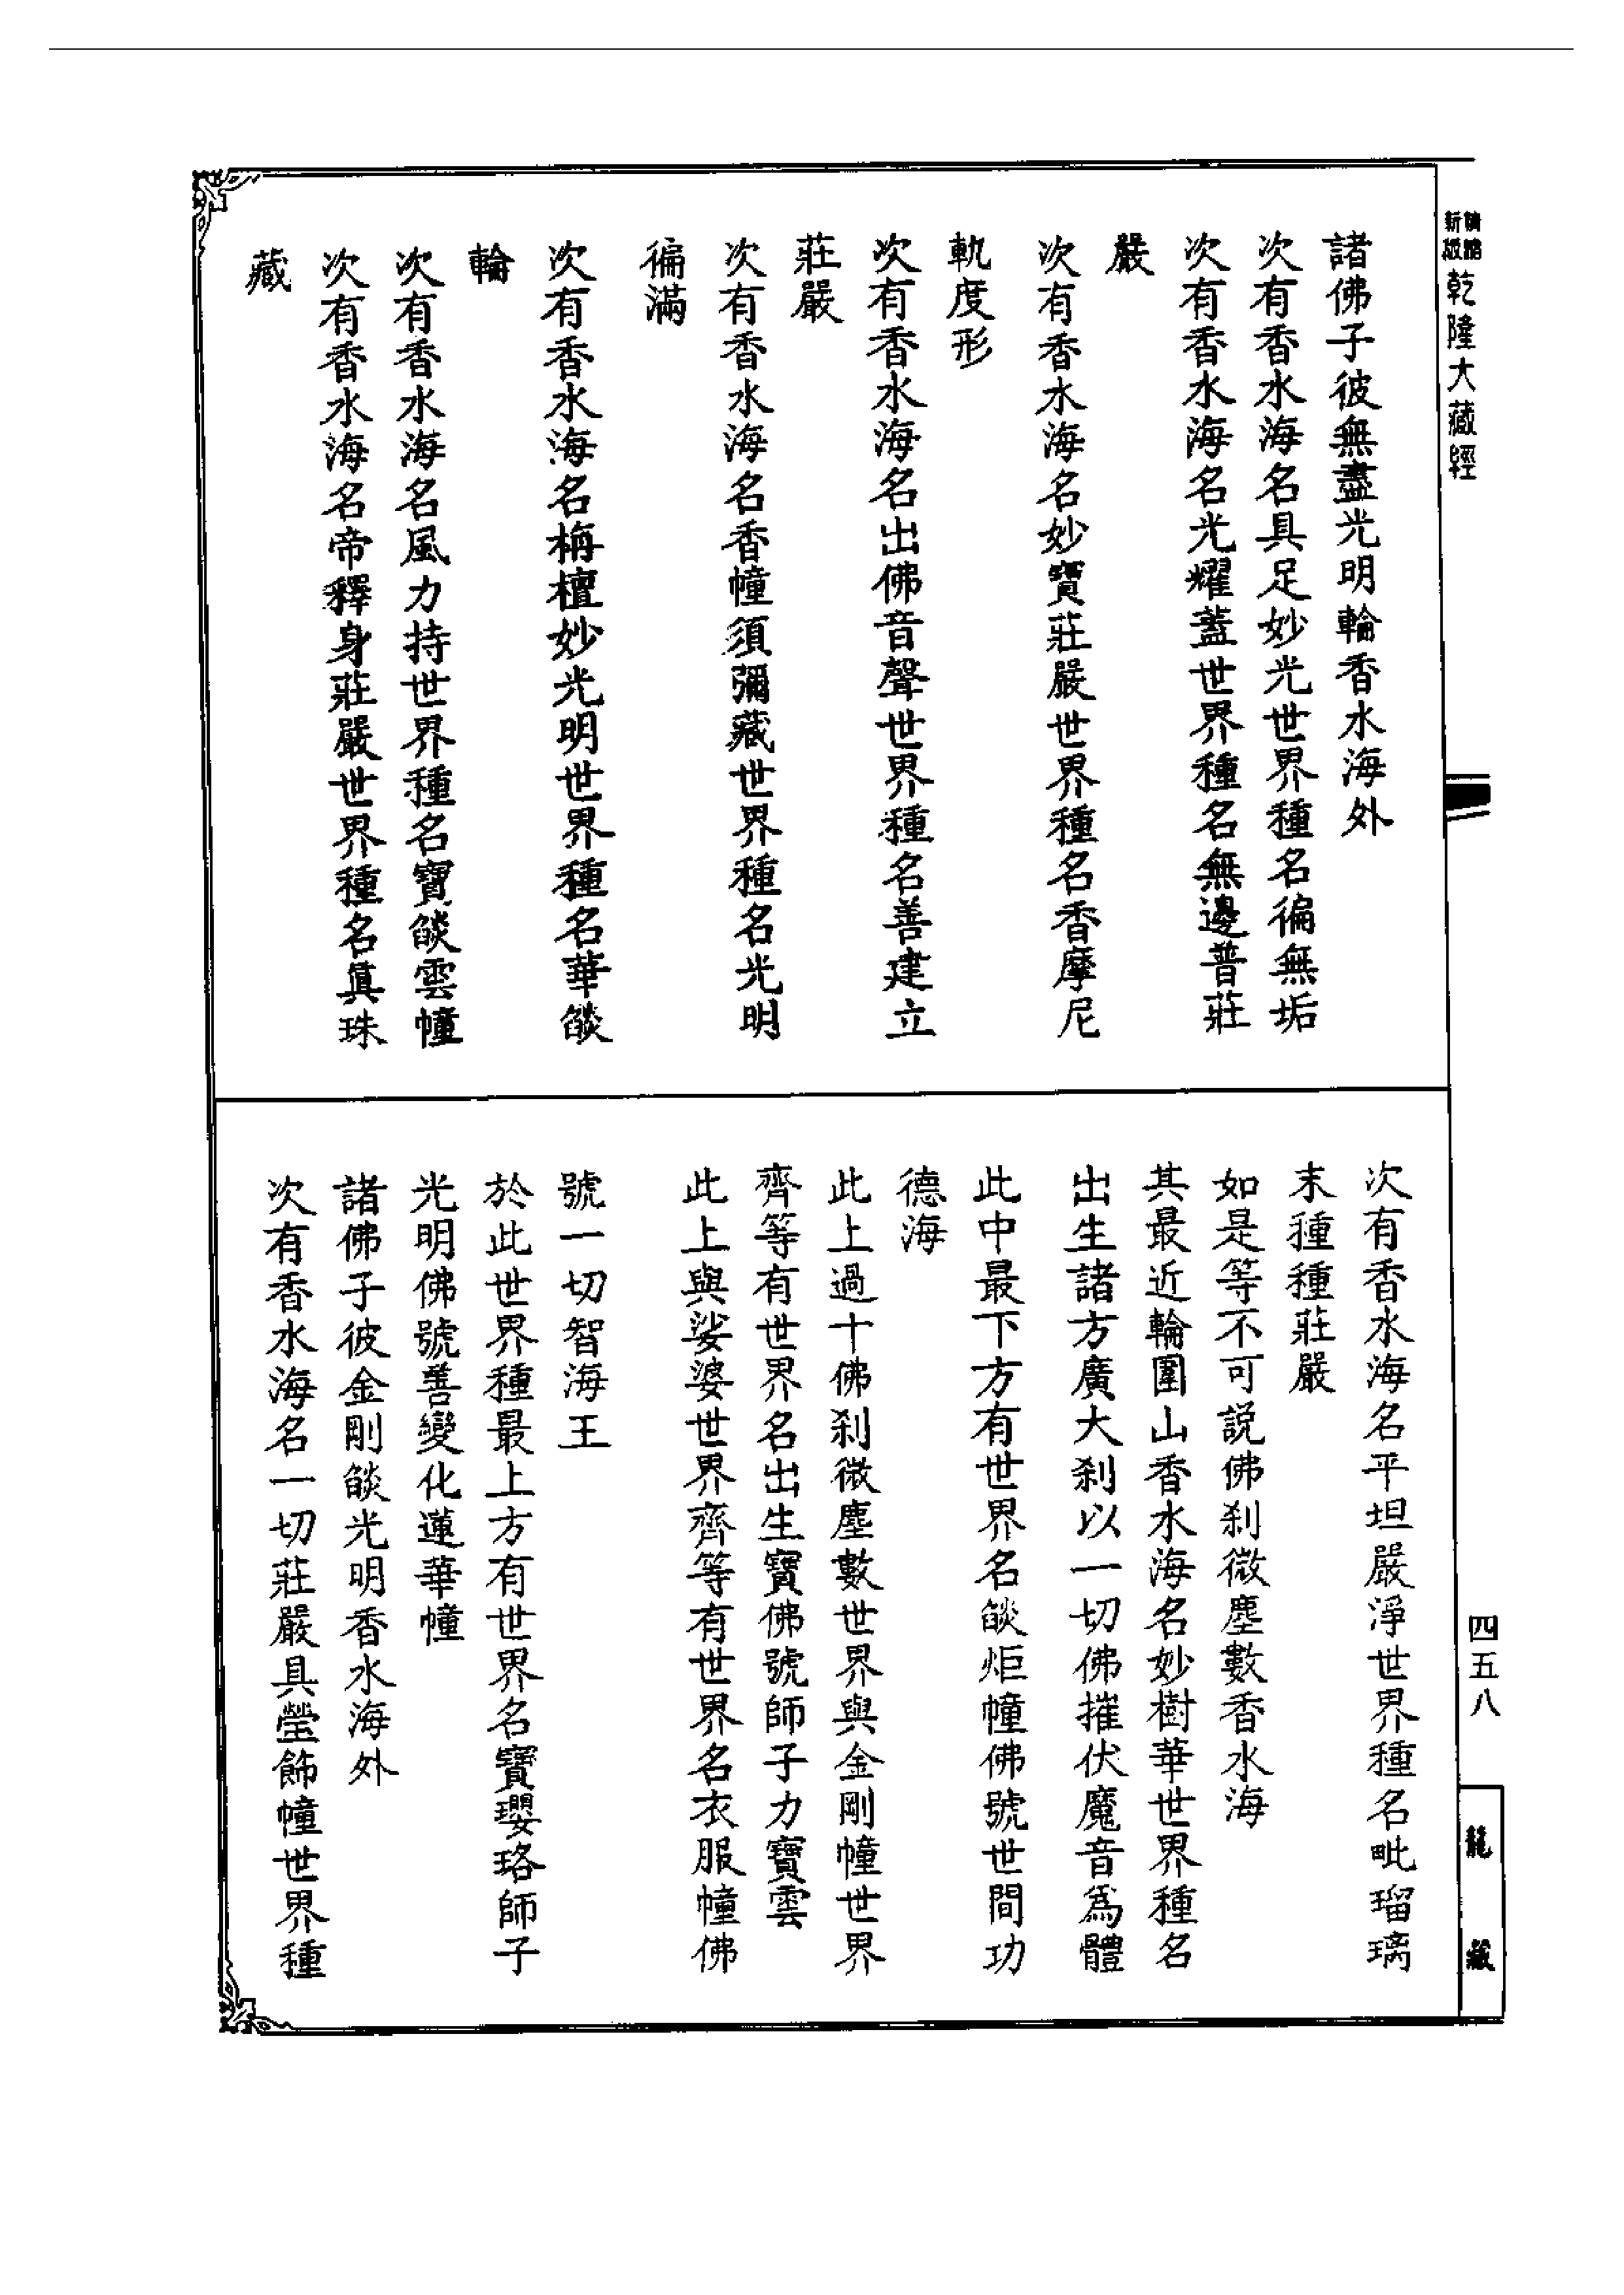 乾隆大藏經
諸佛子彼無盡光明輪香水海外
次有香水海名具足妙光世界種名徧無垢
次有香水海名光耀蓋世界種名無邊普莊
嚴
次有香水海名妙寶莊嚴世界種名香摩尼
軌度形
次有香水海名出佛音聲世界種名善建立
莊嚴
次有香水海名香幢須彌藏世界種名光明
徧滿
次有香水海名栴檀妙光明世界種名華燄
輪
次有香水海名風力持世界種名寶燄雲幢
次有香水海名帝釋身莊嚴世界種名真珠
藏
次有香水海名平坦嚴淨世界種名毗瑠璃
末種種莊嚴
如是等不可説佛剎微塵數香水海
其最近輪圍山香水海名妙樹華世界種名
出生諸方廣大剎以一切佛摧伏魔音為體
此中最下方有世界名燄炬幢佛號世間功
德海
此上過十佛剎微塵數世界與金剛幢世界
齊等有世界名出生寶佛號師子力寶雲
此上與娑婆世界齊等有世界名衣服幢佛
號一切智海王
於此世界種最上方有世界名寶瓔珞師子
光明佛號善變化蓮華幢
諸佛子彼金剛燄光明香水海外
次有香水海名一切莊嚴具瑩飾幢世界種
四五八
龍藏